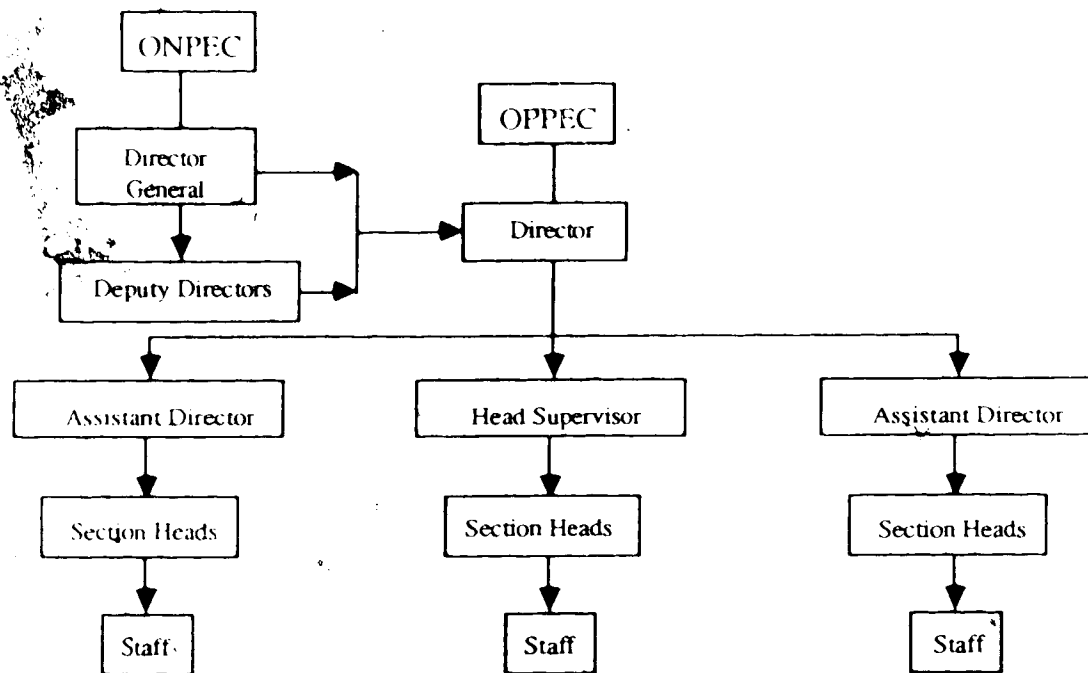 ONPEC
OPPEC
Director
General
Director
Deputy Directors
Assistant Director
Head Supervisor
Assistant Director
Section Heads
Section Heads
Section Heads
Staff
Staff
Staff